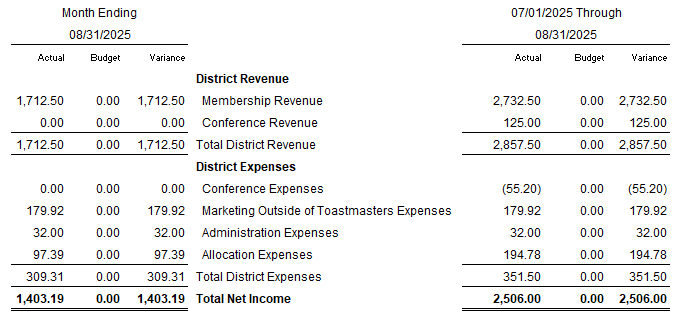 Month Ending 07/01/2025 Through
08/31/2025 08/31/2025
Actual Budget Variance Actual Budget Variance
District Revenue
1,712.50 0.00 1,712.50 Membership Revenue 2,732.50 0.00 2,732.50
0.00 0.00 0.00 Conference Revenue 125.00 0.00 125.00
1,712.50 0.00 1,712.50 Total District Revenue 2,857.50 0.00 2,857.50
District Expenses
0.00 0.00 0.00 Conference Expenses (55.20) 0.00 (55.20)
179.92 0.00 179.92 Marketing Outside of Toastmasters Expenses 179.92 0.00 179.92
32.00 0.00 32.00 Administration Expenses 32.00 0.00 32.00
97.39 0.00 97.39 Allocation Expenses 194.78 0.00 194.78
309.31 0.00 309.31 Total District Expenses 351.50 0.00 351.50
1,403.19 0.00 1,403.19 Total Net Income 2,506.00 0.00 2,506.00